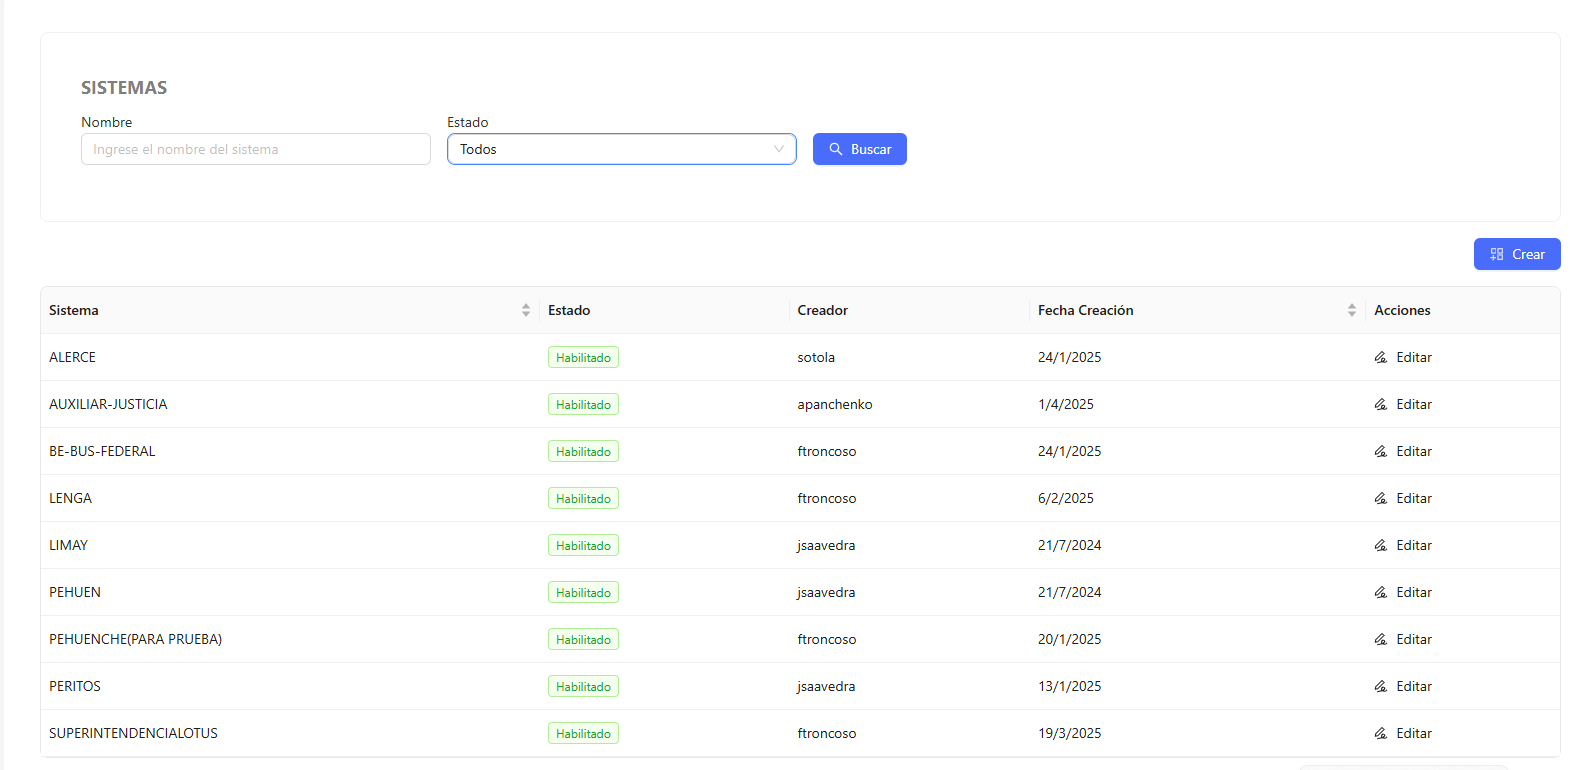 SISTEMAS
Nombre Estado
Ingrese el nombre del sistema Todos Buscar
Crear
Sistema Estado Creador Fecha Creación Acciones
ALERCE Habilitado sotola 24/1/2025 Editar
AUXILIAR-JUSTICIA Habilitado apanchenko 1/4/2025 Editar
BE-BUS-FEDERAL Habilitado ftroncoso 24/1/2025 Editar
LENGA Habilitado ftroncoso 6/2/2025 Editar
LIMAY Habilitado jsaavedra 21/7/2024 Editar
PEHUEN Habilitado jsaavedra 21/7/2024 Editar
PEHUENCHE(PARA PRUEBA) Habilitado ftroncoso 20/1/2025 Editar
PERITOS Habilitado jsaavedra 13/1/2025 Editar
SUPERINTENDENCIALOTUS Habilitado ftroncoso 19/3/2025 Editar